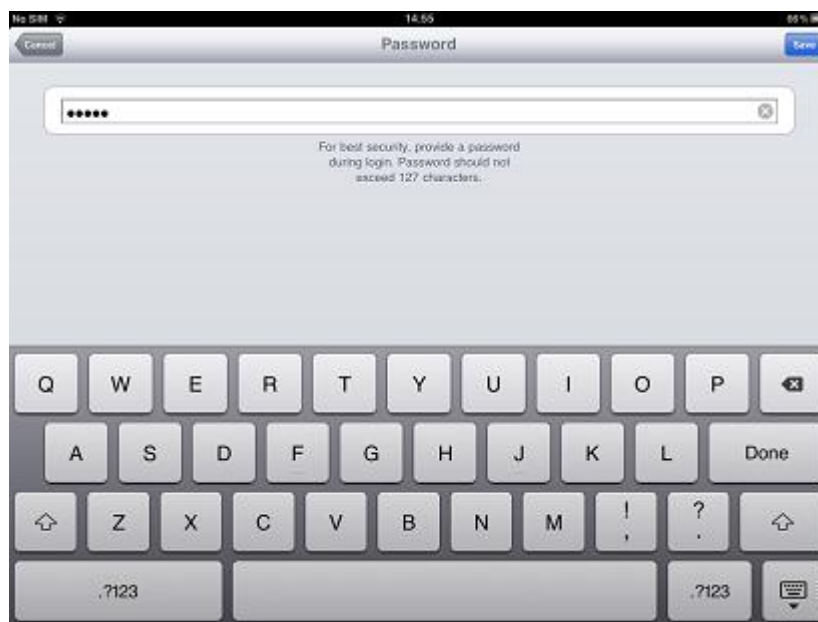 No SIM 14.55 66%
Cancel Password Save
•••••
For best security, provide a password
during login. Password should not
exceed 127 characters.
Q W E R T Y U I O P
A S D F G H J K L Done
Z X C V B N M ! , ? .
.?123 .?123